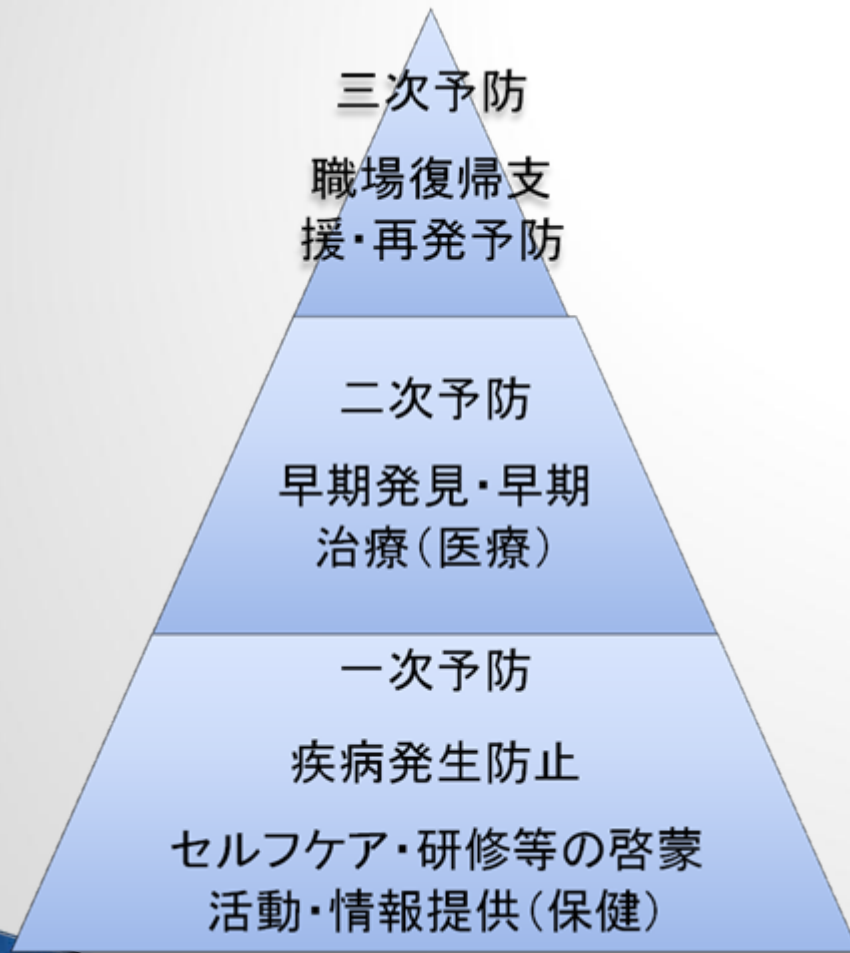 三次予防
職場復帰支
援・再発予防
二次予防
早期発見・早期
治療(医療)
一次予防
疾病発生防止
セルフケア・研修等の啓蒙
活動・情報提供(保健)